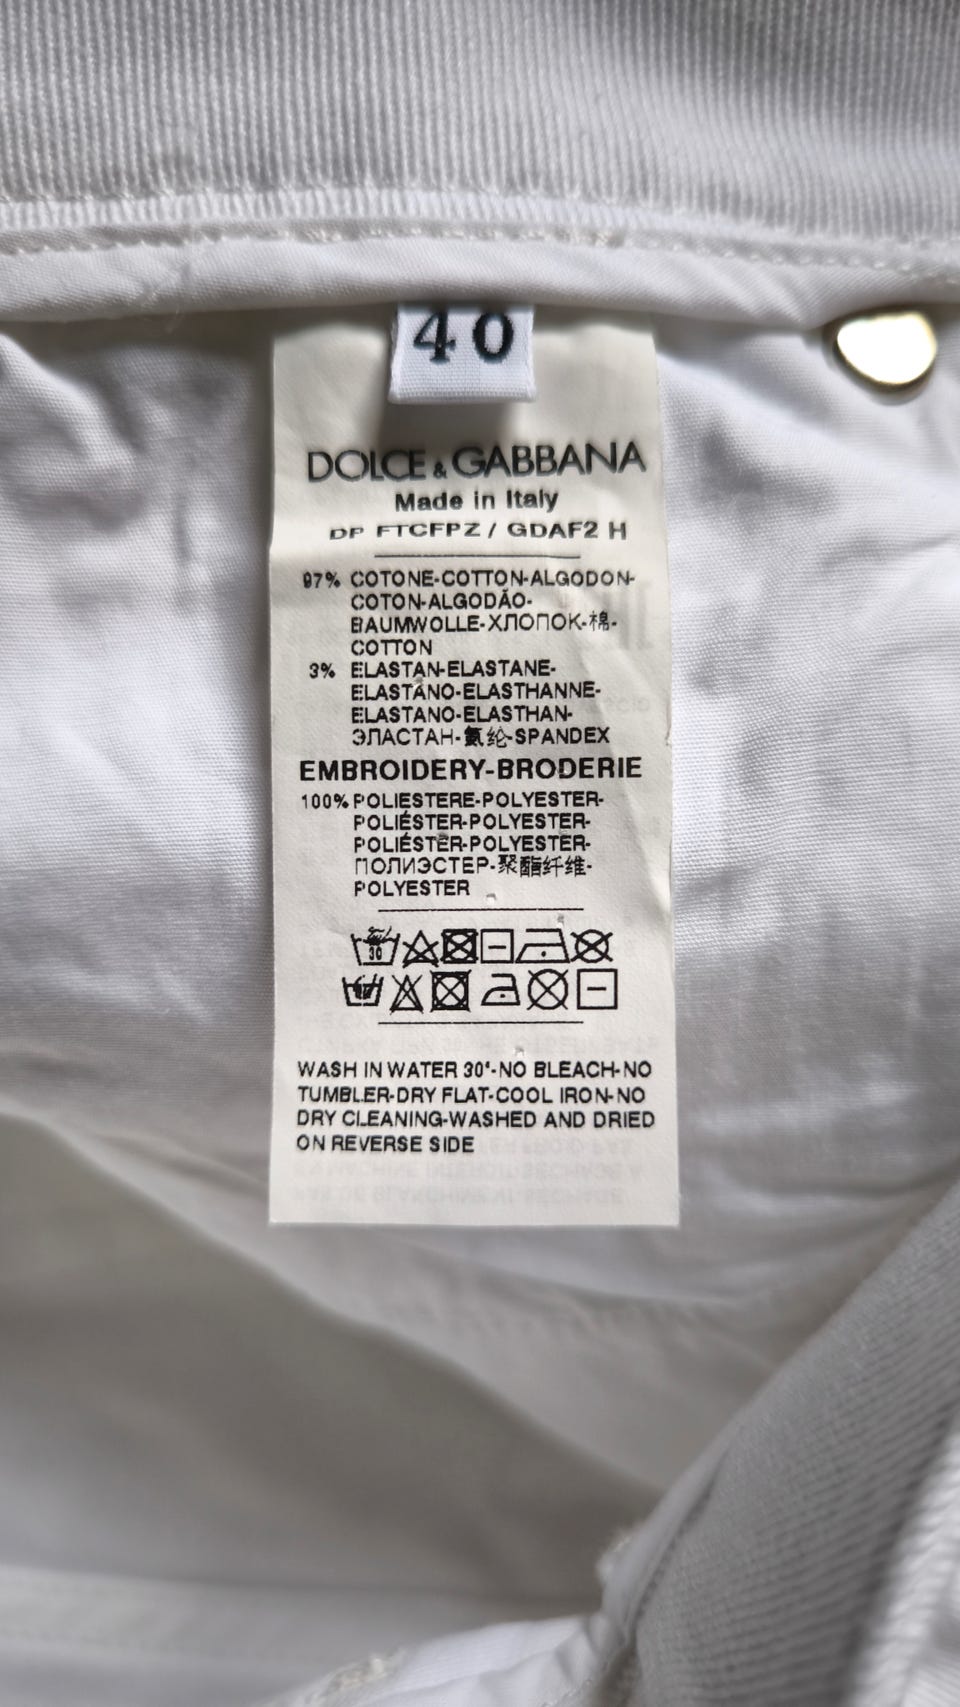 40
DOLCE & GABBANA
Made in Italy
DP FTCFPZ / GDAF2 H
97% COTONE-COTTON-ALGODON-
COTON-ALGODÃO-
BAUMWOLLE-ХЛОПОК-棉-
COTTON
3% ELASTAN-ELASTANE-
ELASTANO-ELASTHANNE-
ELASTANO-ELASTHAN-
ЭЛАСТАН-氨纶-SPANDEX
EMBROIDERY-BRODERIE
100% POLIESTERE-POLYESTER-
POLIÉSTER-POLYESTER-
POLIÉSTER-POLYESTER-
ПОЛИЭСТЕР-聚酯纤维-
POLYESTER
30
WASH IN WATER 30°-NO BLEACH-NO
TUMBLER-DRY FLAT-COOL IRON-NO
DRY CLEANING-WASHED AND DRIED
ON REVERSE SIDE